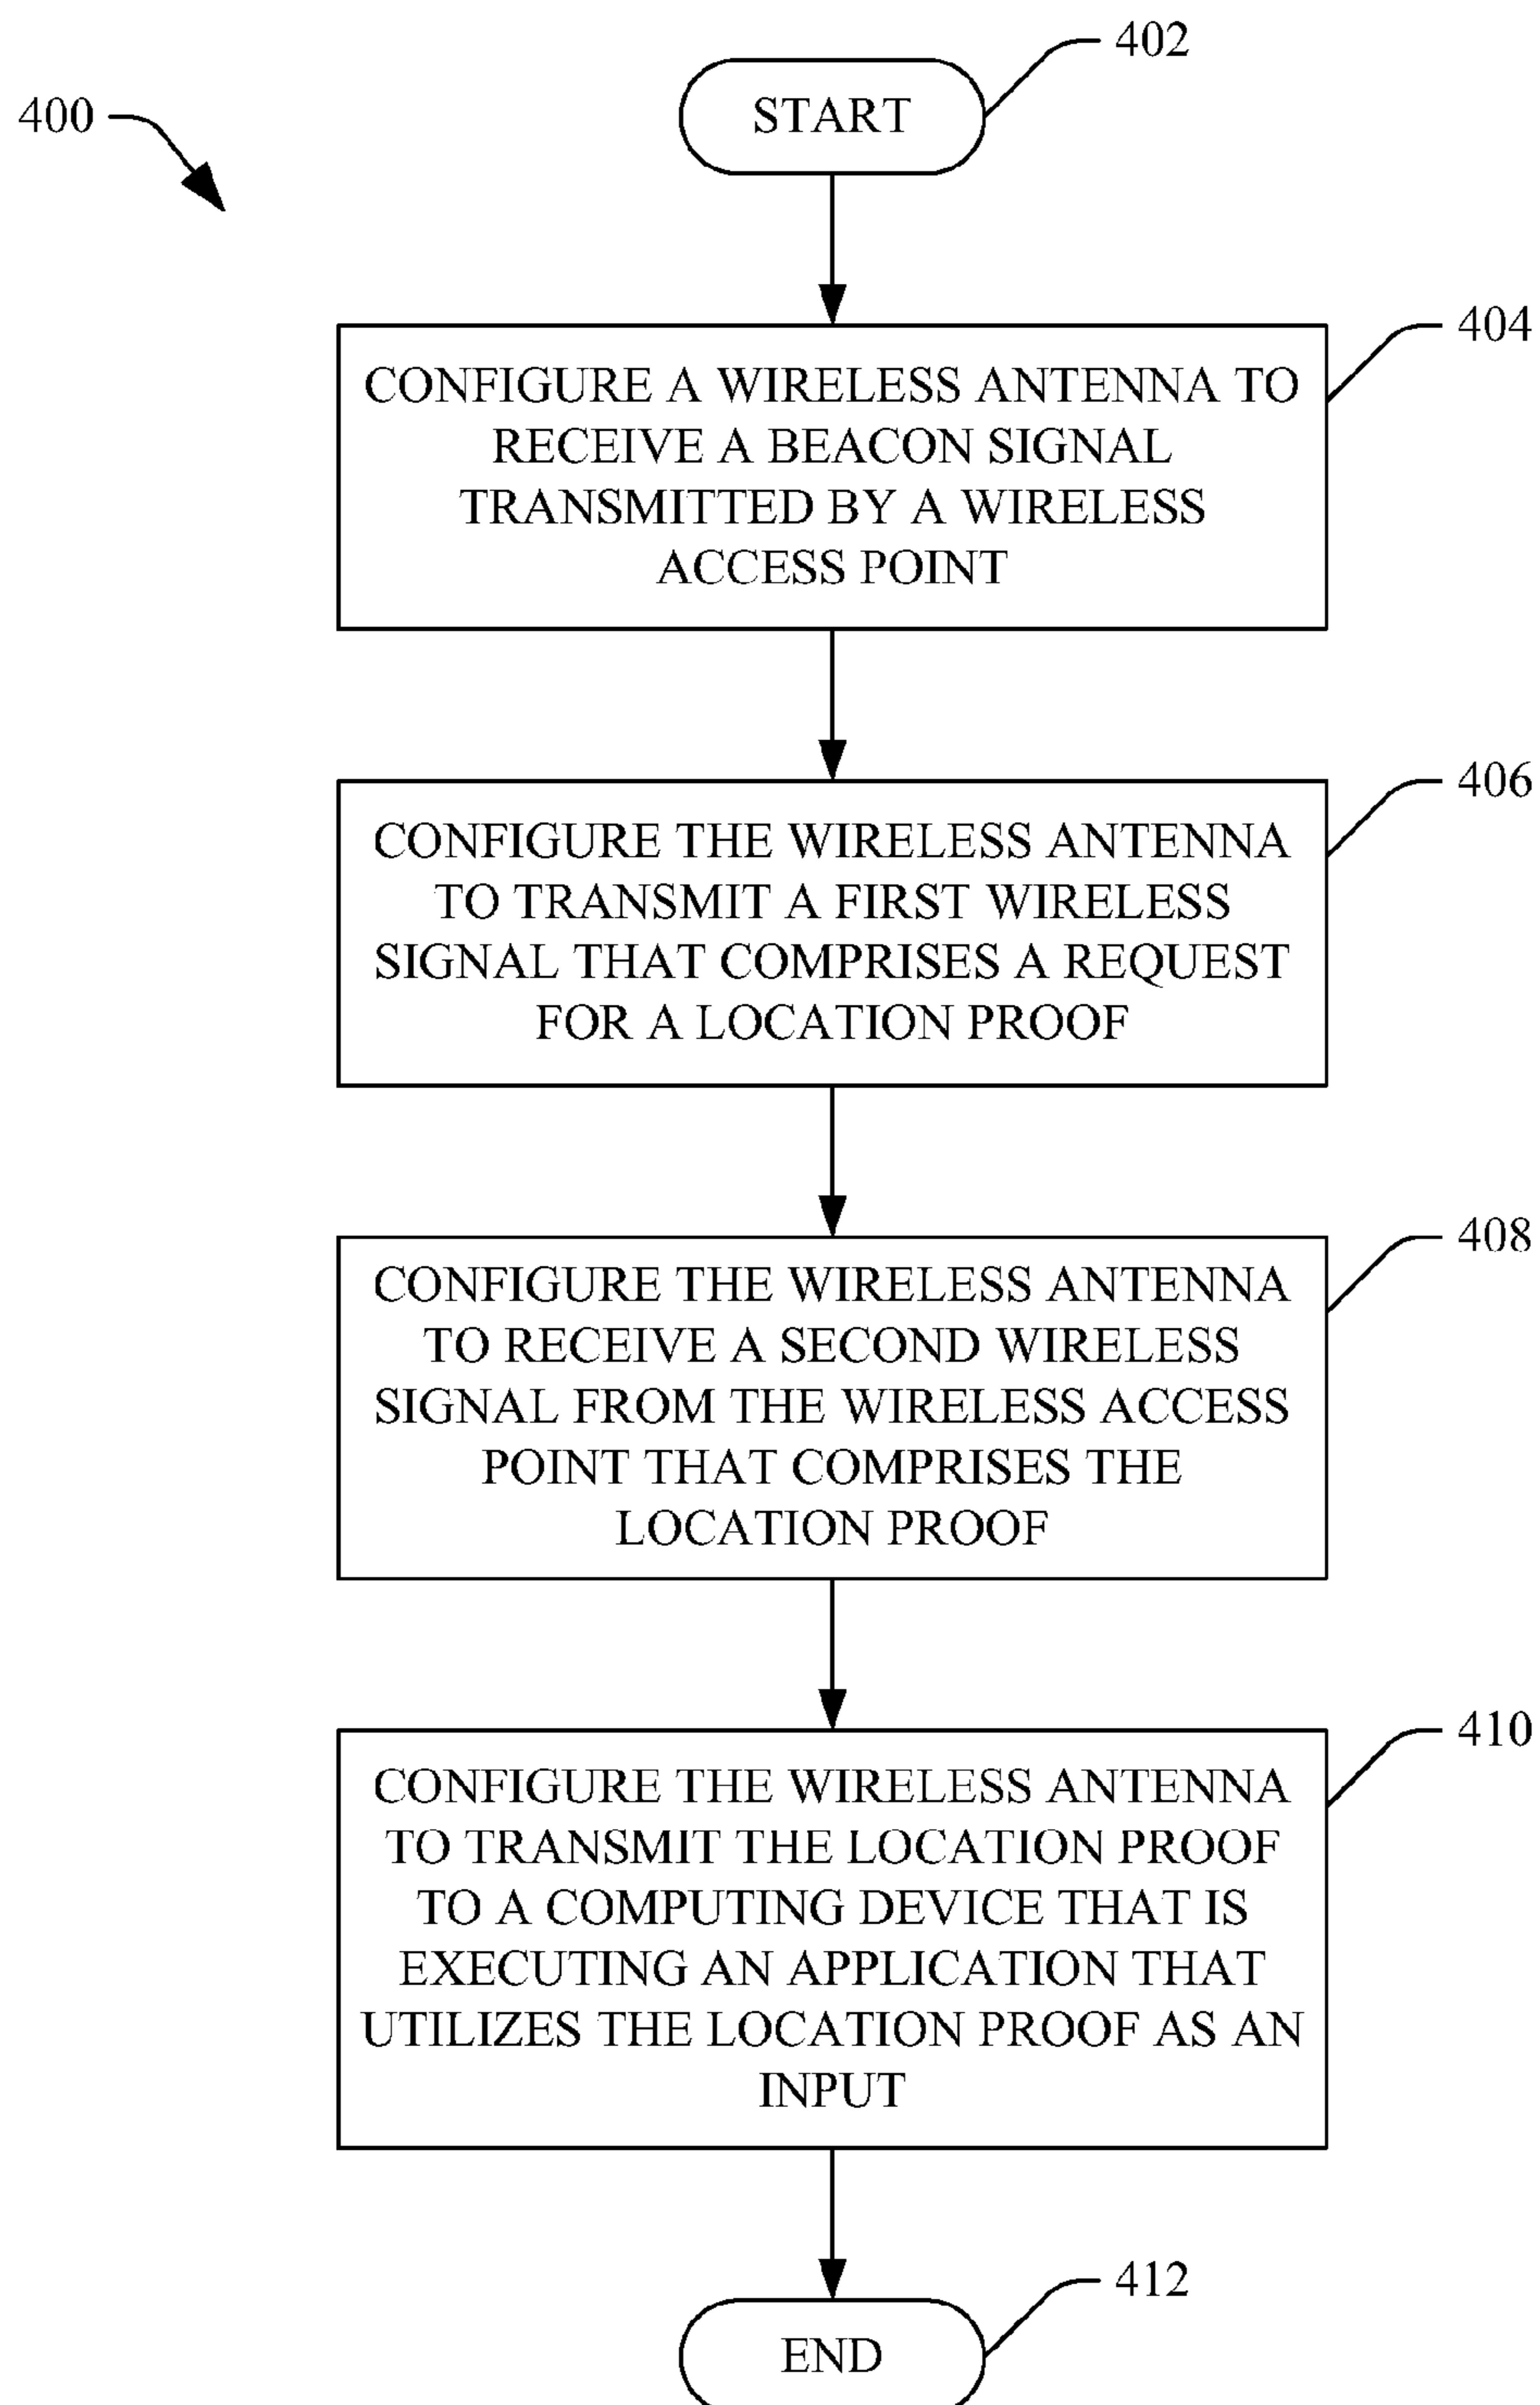 402
400
START
404
CONFIGURE A WIRELESS ANTENNA TO
RECEIVE A BEACON SIGNAL
TRANSMITTED BY A WIRELESS
ACCESS POINT
406
CONFIGURE THE WIRELESS ANTENNA
TO TRANSMIT A FIRST WIRELESS
SIGNAL THAT COMPRISES A REQUEST
FOR A LOCATION PROOF
408
CONFIGURE THE WIRELESS ANTENNA
TO RECEIVE A SECOND WIRELESS
SIGNAL FROM THE WIRELESS ACCESS
POINT THAT COMPRISES THE
LOCATION PROOF
410
CONFIGURE THE WIRELESS ANTENNA
TO TRANSMIT THE LOCATION PROOF
TO A COMPUTING DEVICE THAT IS
EXECUTING AN APPLICATION THAT
UTILIZES THE LOCATION PROOF AS AN
INPUT
412
END